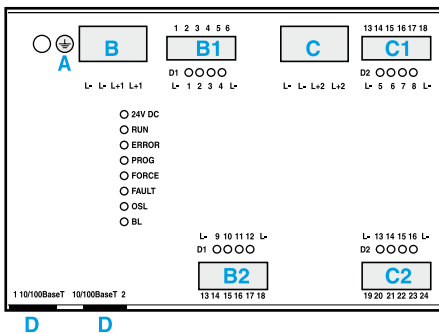 1 2 3 4 5 6
13 14 15 16 17 18
B
B1
C
C1
A
D1
D2
L- L- L+1 L+1
L- 1 2 3 4 L-
L- L- L+2 L+2
L- 5 6 7 8 L-
24V DC
RUN
ERROR
PROG
FORCE
FAULT
OSL
BL
L- 9 10 11 12 L-
L- 13 14 15 16 L-
D1
D2
B2
C2
1 10/100BaseT
10/100BaseT 2
13 14 15 16 17 18
19 20 21 22 23 24
D
D